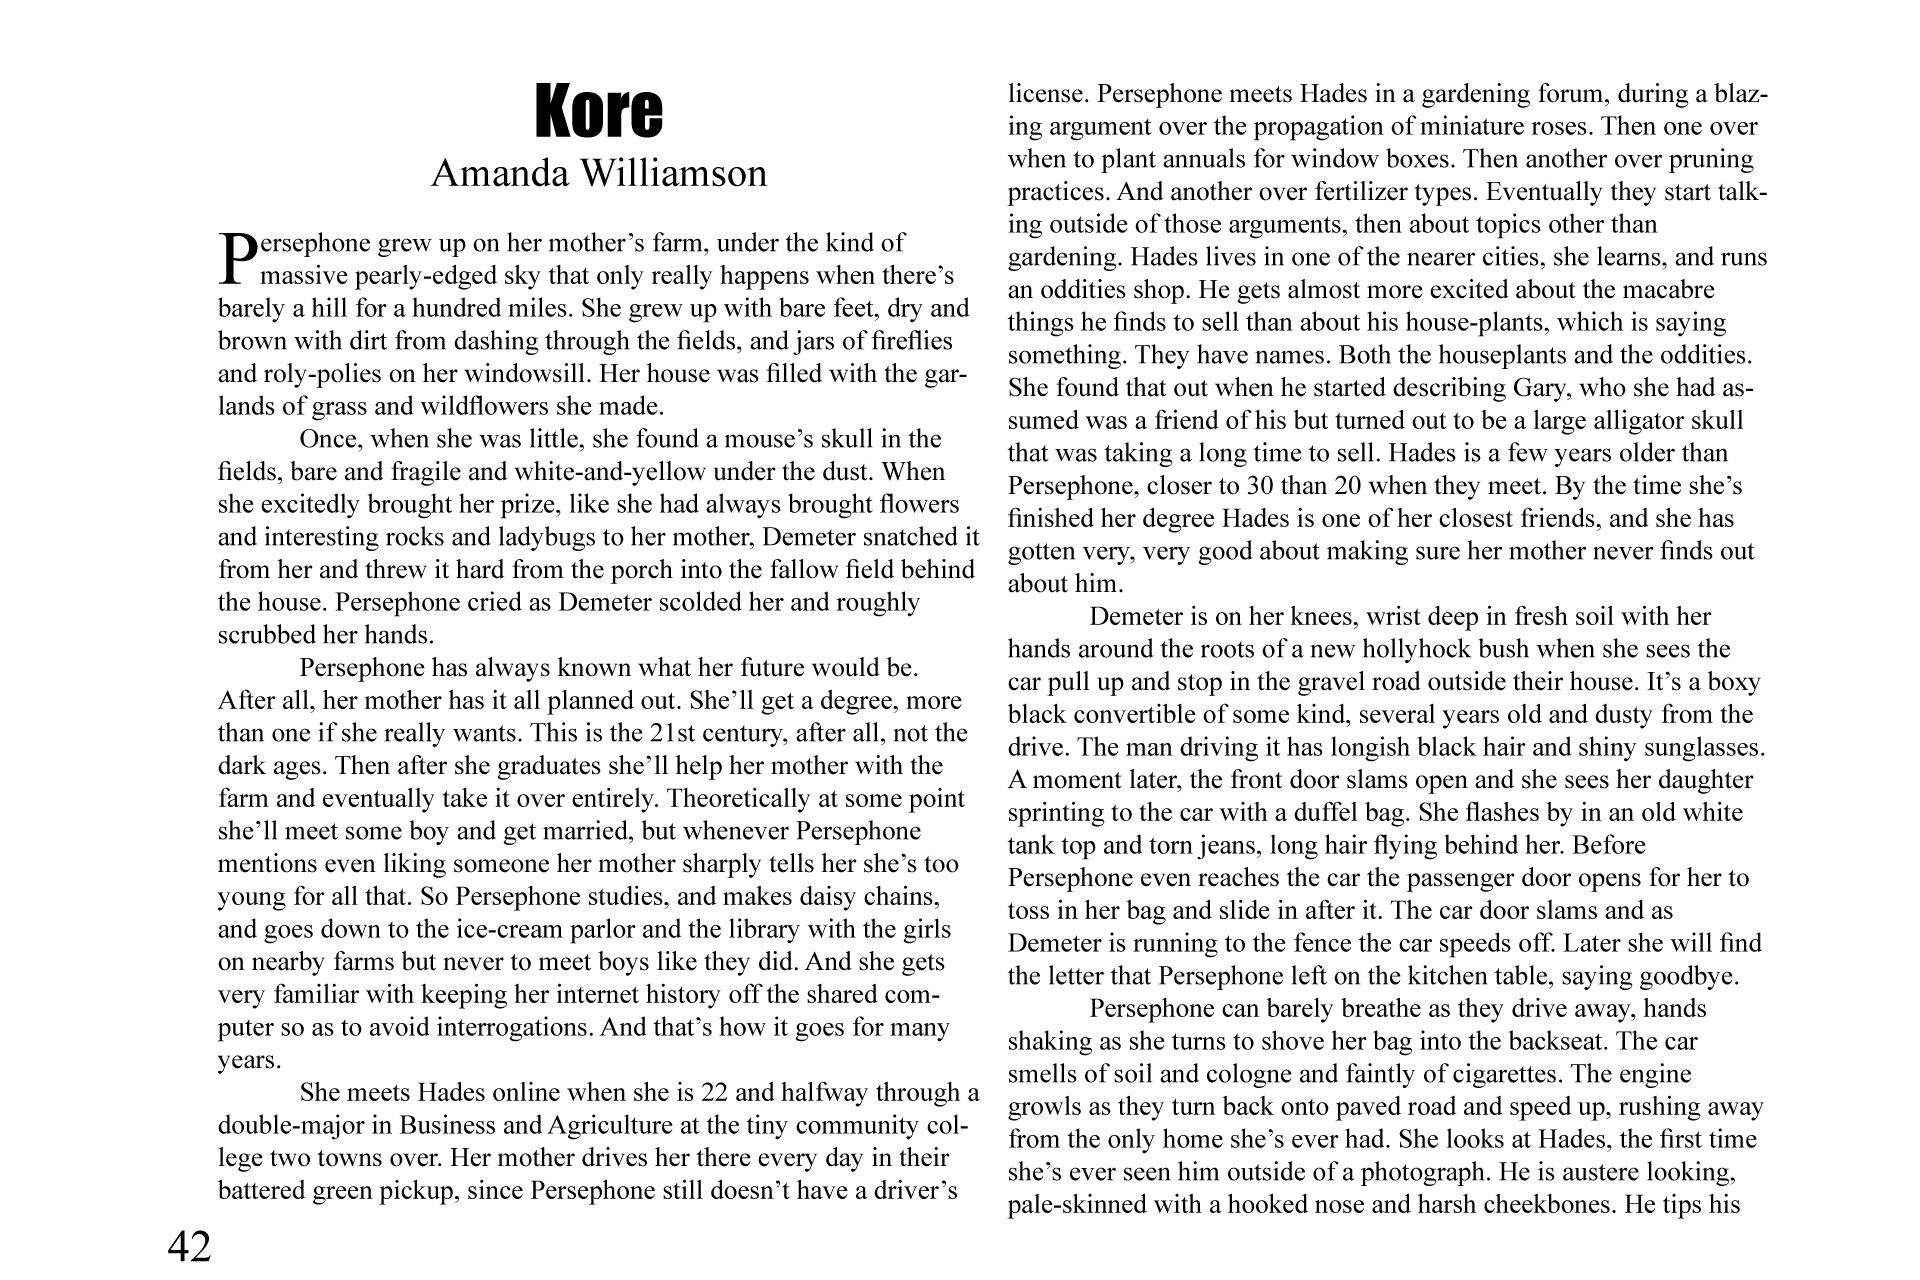 Kore
Amanda Williamson
Persephone grew up on her mother’s farm, under the kind of
massive pearly-edged sky that only really happens when there’s
barely a hill for a hundred miles. She grew up with bare feet, dry and
brown with dirt from dashing through the fields, and jars of fireflies
and roly-polies on her windowsill. Her house was filled with the gar-
lands of grass and wildflowers she made.
Once, when she was little, she found a mouse’s skull in the
fields, bare and fragile and white-and-yellow under the dust. When
she excitedly brought her prize, like she had always brought flowers
and interesting rocks and ladybugs to her mother, Demeter snatched it
from her and threw it hard from the porch into the fallow field behind
the house. Persephone cried as Demeter scolded her and roughly
scrubbed her hands.
Persephone has always known what her future would be.
After all, her mother has it all planned out. She’ll get a degree, more
than one if she really wants. This is the 21st century, after all, not the
dark ages. Then after she graduates she’ll help her mother with the
farm and eventually take it over entirely. Theoretically at some point
she’ll meet some boy and get married, but whenever Persephone
mentions even liking someone her mother sharply tells her she’s too
young for all that. So Persephone studies, and makes daisy chains,
and goes down to the ice-cream parlor and the library with the girls
on nearby farms but never to meet boys like they did. And she gets
very familiar with keeping her internet history off the shared com-
puter so as to avoid interrogations. And that’s how it goes for many
years.
She meets Hades online when she is 22 and halfway through a
double-major in Business and Agriculture at the tiny community col-
lege two towns over. Her mother drives her there every day in their
battered green pickup, since Persephone still doesn’t have a driver’s
license. Persephone meets Hades in a gardening forum, during a blaz-
ing argument over the propagation of miniature roses. Then one over
when to plant annuals for window boxes. Then another over pruning
practices. And another over fertilizer types. Eventually they start talk-
ing outside of those arguments, then about topics other than
gardening. Hades lives in one of the nearer cities, she learns, and runs
an oddities shop. He gets almost more excited about the macabre
things he finds to sell than about his house-plants, which is saying
something. They have names. Both the houseplants and the oddities.
She found that out when he started describing Gary, who she had as-
sumed was a friend of his but turned out to be a large alligator skull
that was taking a long time to sell. Hades is a few years older than
Persephone, closer to 30 than 20 when they meet. By the time she’s
finished her degree Hades is one of her closest friends, and she has
gotten very, very good about making sure her mother never finds out
about him.
Demeter is on her knees, wrist deep in fresh soil with her
hands around the roots of a new hollyhock bush when she sees the
car pull up and stop in the gravel road outside their house. It’s a boxy
black convertible of some kind, several years old and dusty from the
drive. The man driving it has longish black hair and shiny sunglasses.
A moment later, the front door slams open and she sees her daughter
sprinting to the car with a duffel bag. She flashes by in an old white
tank top and torn jeans, long hair flying behind her. Before
Persephone even reaches the car the passenger door opens for her to
toss in her bag and slide in after it. The car door slams and as
Demeter is running to the fence the car speeds off. Later she will find
the letter that Persephone left on the kitchen table, saying goodbye.
Persephone can barely breathe as they drive away, hands
shaking as she turns to shove her bag into the backseat. The car
smells of soil and cologne and faintly of cigarettes. The engine
growls as they turn back onto paved road and speed up, rushing away
from the only home she’s ever had. She looks at Hades, the first time
she’s ever seen him outside of a photograph. He is austere looking,
pale-skinned with a hooked nose and harsh cheekbones. He tips his
42